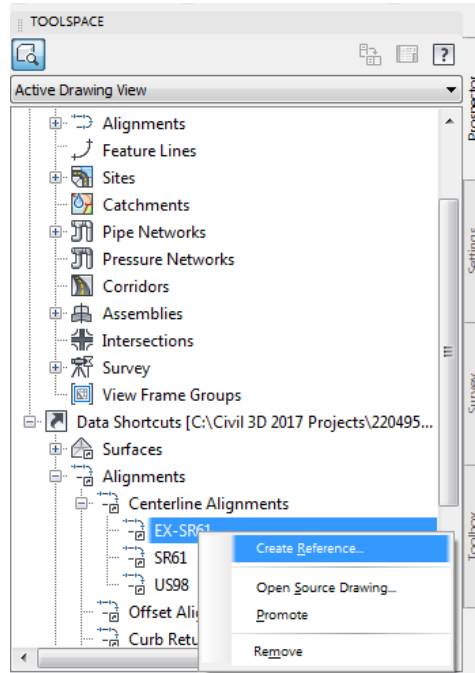 TOOLSPACE
?
Active Drawing View
Alignments
Feature Lines
Sites
Catchments
Pipe Networks
Pressure Networks
Corridors
Assemblies
Intersections
Survey
View Frame Groups
Data Shortcuts [C:\Civil 3D 2017 Projects\220495...
Surfaces
Alignments
Centerline Alignments
EX-SR61
SR61
US98
Offset Ali
Curb Retu
Create Reference...
Open Source Drawing...
Promote
Remove
Prospector
Settings
Survey
Toolbox